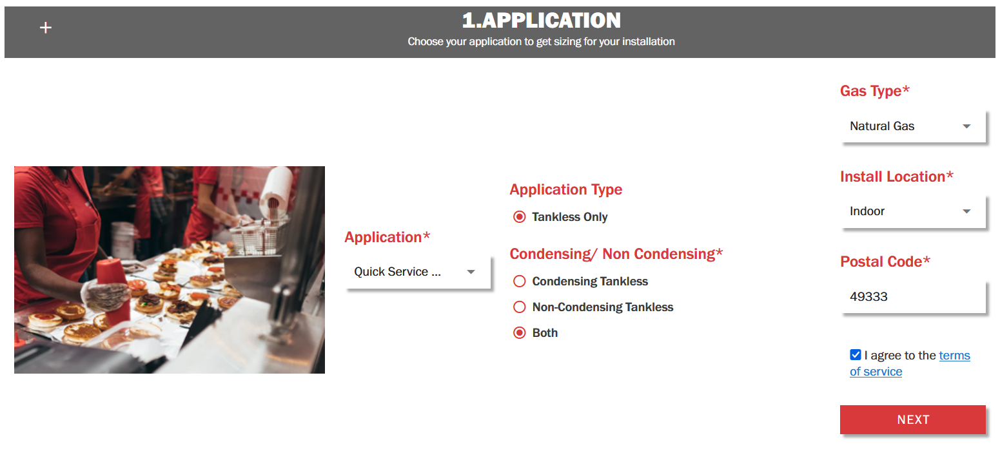 +
1.APPLICATION
Choose your application to get sizing for your installation
Application*
Quick Service ...
Application Type
Tankless Only
Condensing/ Non Condensing*
Condensing Tankless
Non-Condensing Tankless
Both
Gas Type*
Natural Gas
Install Location*
Indoor
Postal Code*
49333
I agree to the terms
of service
NEXT